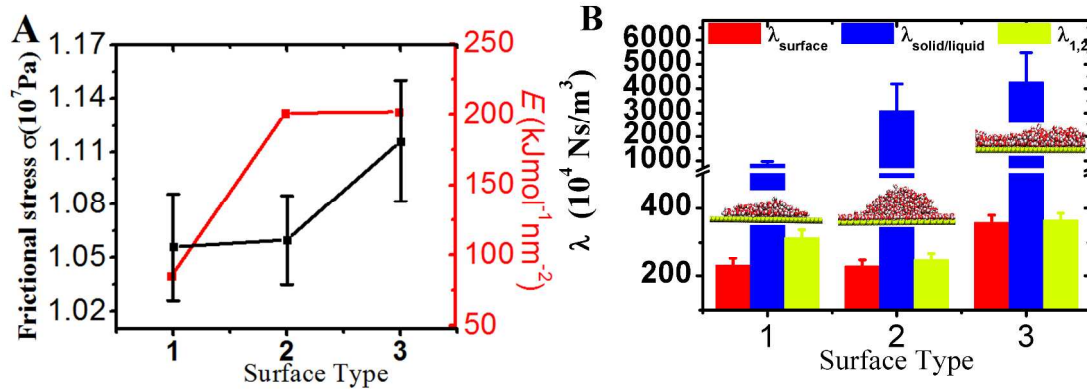 A
Frictional stress σ(10⁷Pa)
1.17
1.14
1.11
1.08
1.05
1.02
250
200
150
100
50
E (kJmol⁻¹nm⁻²)
1 2 3
Surface Type
B
λ (10⁴ Ns/m³)
6000
5000
4000
3000
2000
1000
400
200
λsurface λsolid/liquid λ1,2
1 2 3
Surface Type